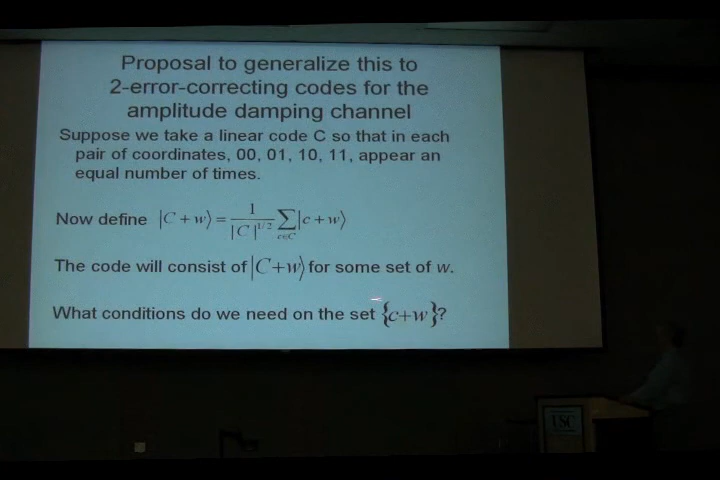 Proposal to generalize this to
2-error-correcting codes for the
amplitude damping channel
Suppose we take a linear code C so that in each
pair of coordinates, 00, 01, 10, 11, appear an
equal number of times.
Now define |C + w⟩ = \frac{1}{|C|^{1/2}} \sum_{c∈C} |c + w⟩
The code will consist of |C+w⟩ for some set of w.
What conditions do we need on the set {c+w}?
USC